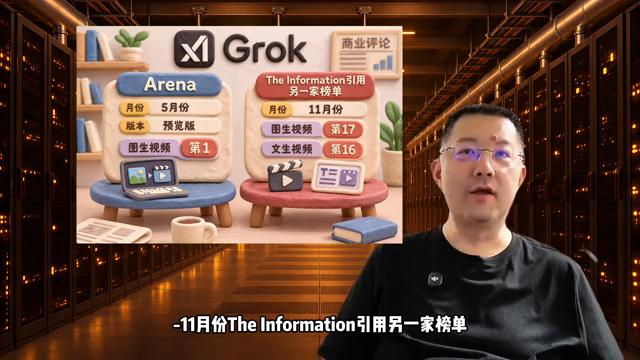 Grok
商业评论
Arena
月份 5月份
版本 预览版
图生视频 第1
The Information引用
另一家榜单
月份 11月份
图生视频 第17
文生视频 第16
-11月份The Information引用另一家榜单